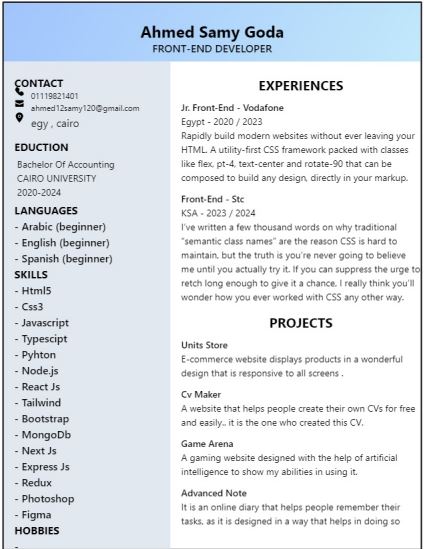 Ahmed Samy Goda
FRONT-END DEVELOPER
CONTACT
01119821401
ahmed12samy120@gmail.com
egy , cairo
EDUCTION
Bachelor Of Accounting
CAIRO UNIVERSITY
2020-2024
LANGUAGES
- Arabic (beginner)
- English (beginner)
- Spanish (beginner)
SKILLS
- Html5
- Css3
- Javascript
- Typescipt
- Pyhton
- Node.js
- React Js
- Tailwind
- Bootstrap
- MongoDb
- Next Js
- Express Js
- Redux
- Photoshop
- Figma
HOBBIES
-
EXPERIENCES
Jr. Front-End - Vodafone
Egypt - 2020 / 2023
Rapidly build modern websites without ever leaving your
HTML. A utility-first CSS framework packed with classes
like flex, pt-4, text-center and rotate-90 that can be
composed to build any design, directly in your markup.
Front-End - Stc
KSA - 2023 / 2024
I've written a few thousand words on why traditional
"semantic class names" are the reason CSS is hard to
maintain, but the truth is you're never going to believe
me until you actually try it. If you can suppress the urge to
retch long enough to give it a chance, I really think you'll
wonder how you ever worked with CSS any other way.
PROJECTS
Units Store
E-commerce website displays products in a wonderful
design that is responsive to all screens .
Cv Maker
A website that helps people create their own CVs for free
and easily.. it is the one who created this CV.
Game Arena
A gaming website designed with the help of artificial
intelligence to show my abilities in using it.
Advanced Note
It is an online diary that helps people remember their
tasks, as it is designed in a way that helps in doing so